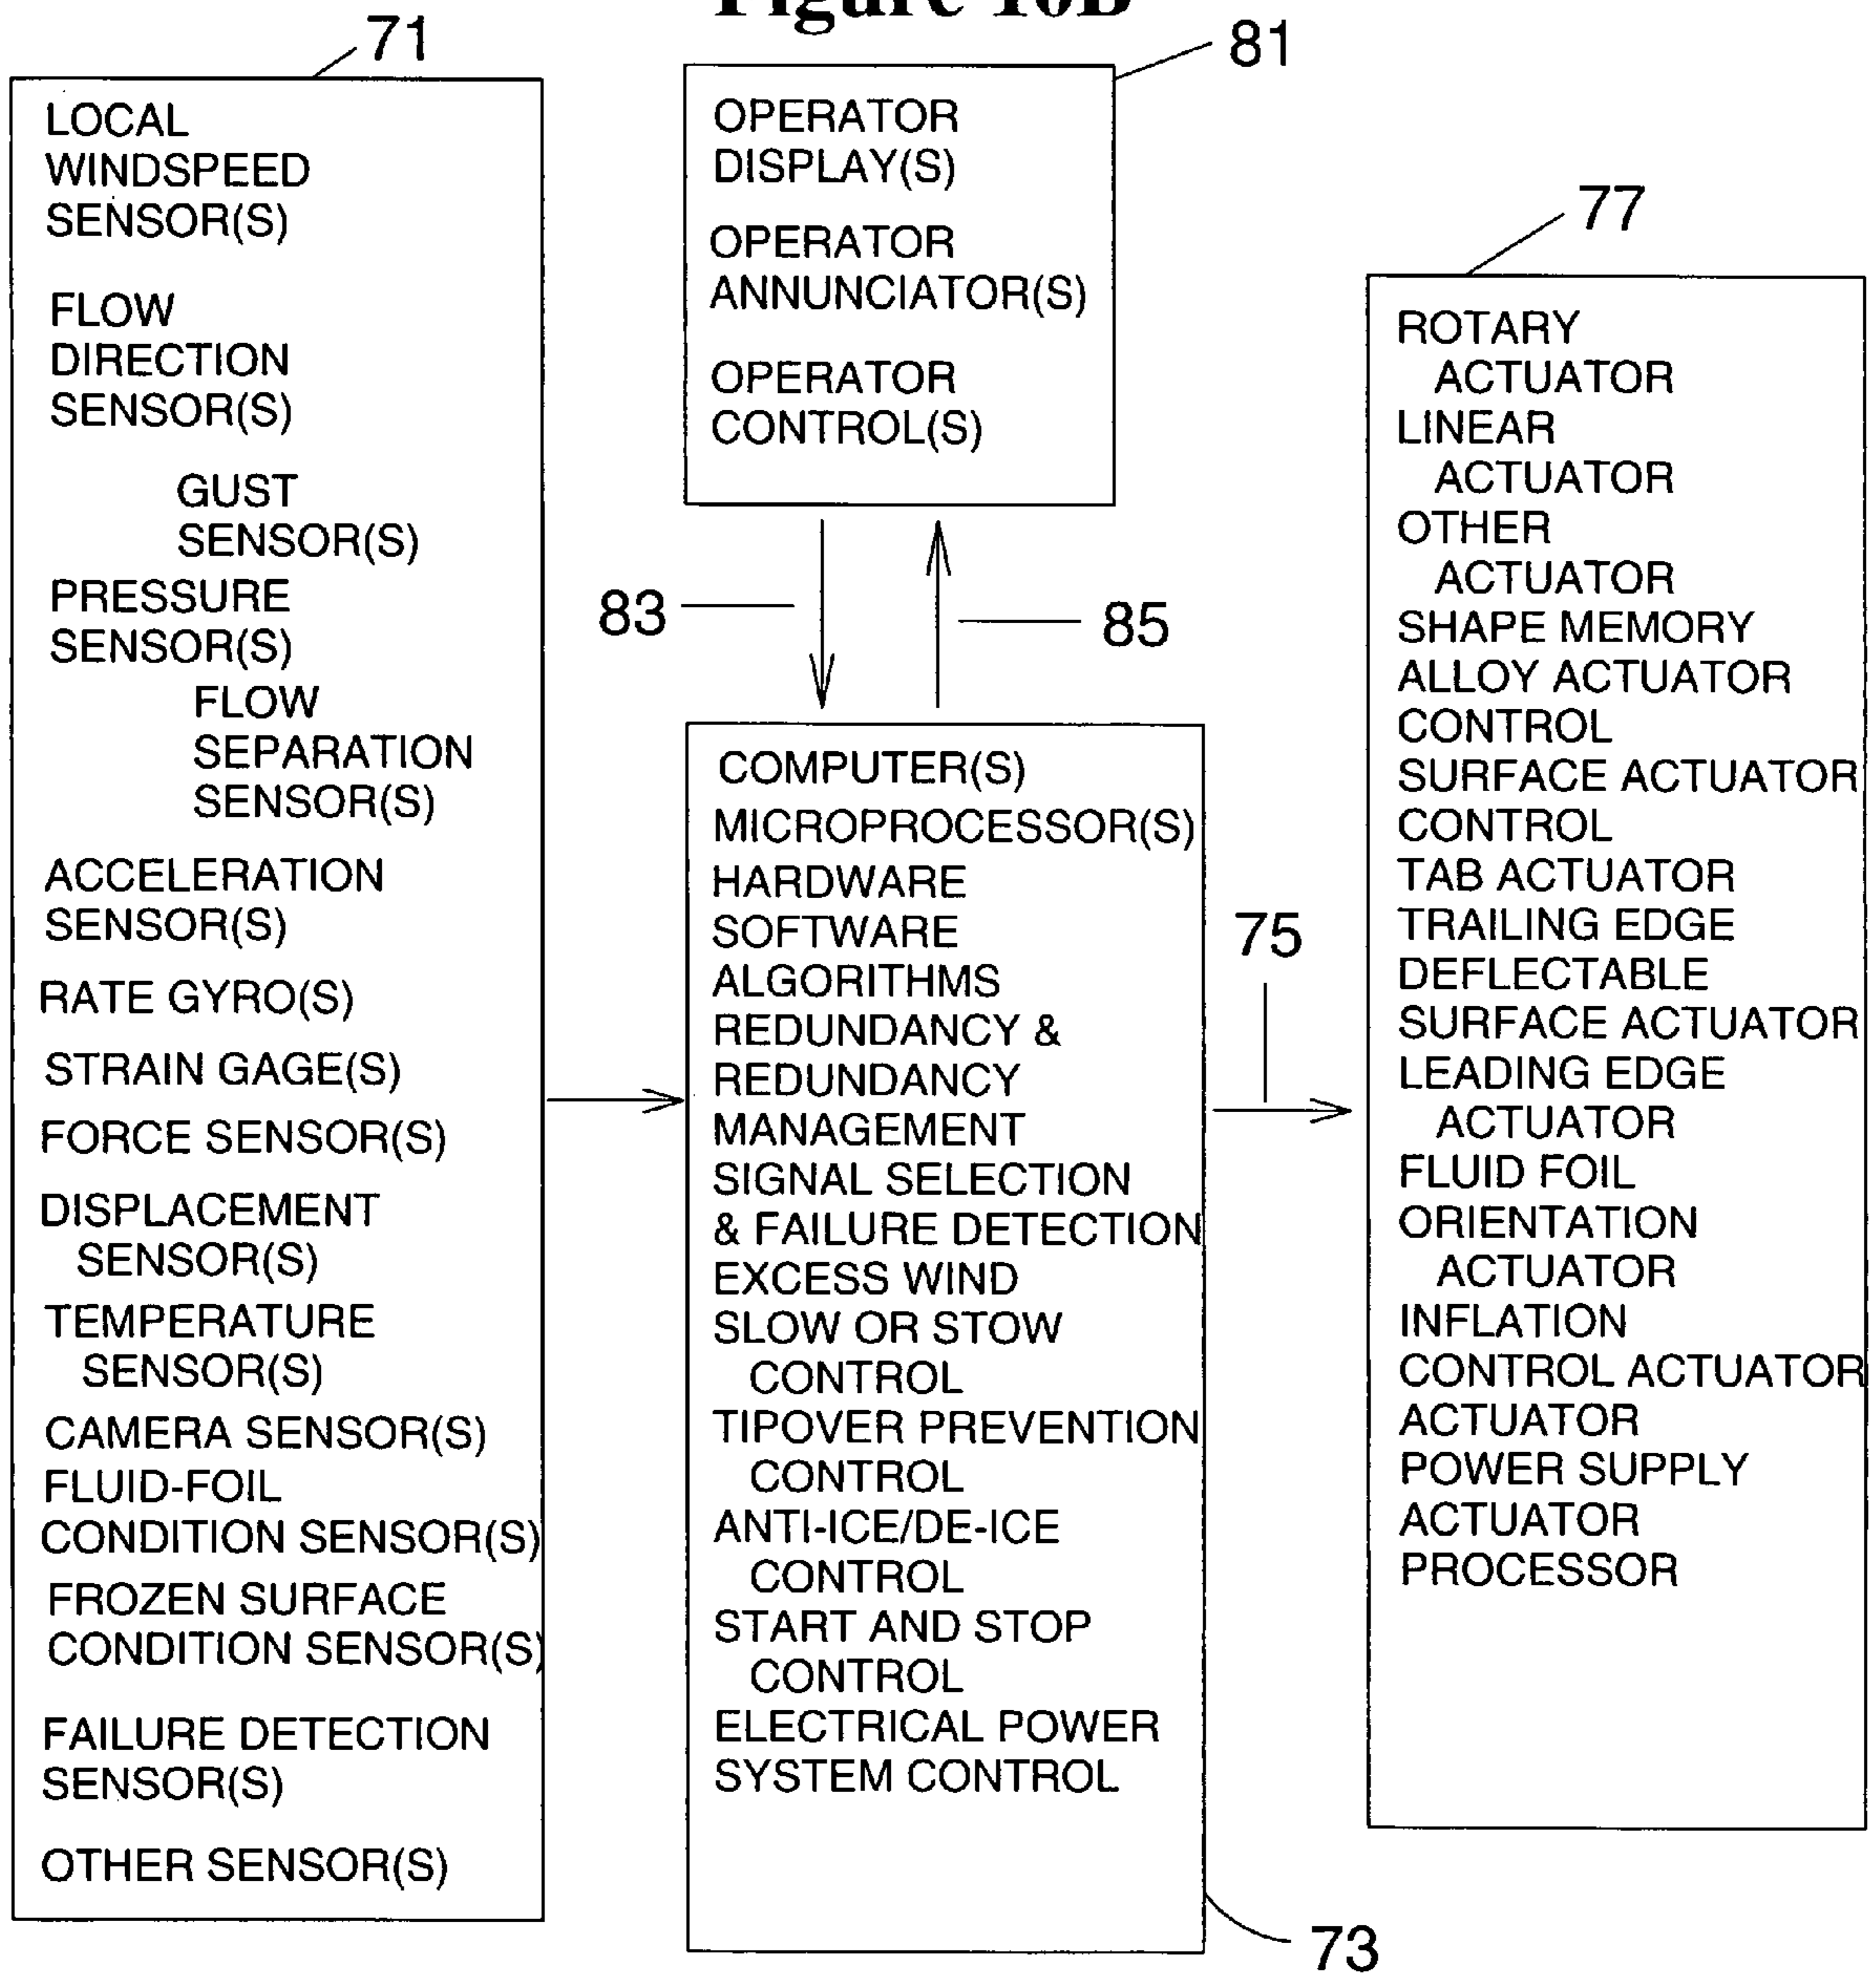 Figure 10B
71
LOCAL
WINDSPEED
SENSOR(S)
FLOW
DIRECTION
SENSOR(S)
GUST
SENSOR(S)
PRESSURE
SENSOR(S)
FLOW
SEPARATION
SENSOR(S)
ACCELERATION
SENSOR(S)
RATE GYRO(S)
STRAIN GAGE(S)
FORCE SENSOR(S)
DISPLACEMENT
SENSOR(S)
TEMPERATURE
SENSOR(S)
CAMERA SENSOR(S)
FLUID-FOIL
CONDITION SENSOR(S)
FROZEN SURFACE
CONDITION SENSOR(S)
FAILURE DETECTION
SENSOR(S)
OTHER SENSOR(S)
81
OPERATOR
DISPLAY(S)
OPERATOR
ANNUNCIATOR(S)
OPERATOR
CONTROL(S)
83
85
COMPUTER(S)
MICROPROCESSOR(S)
HARDWARE
SOFTWARE
ALGORITHMS
REDUNDANCY &
REDUNDANCY
MANAGEMENT
SIGNAL SELECTION
& FAILURE DETECTION
EXCESS WIND
SLOW OR STOW
CONTROL
TIPOVER PREVENTION
CONTROL
ANTI-ICE/DE-ICE
CONTROL
START AND STOP
CONTROL
ELECTRICAL POWER
SYSTEM CONTROL
73
75
77
ROTARY
ACTUATOR
LINEAR
ACTUATOR
OTHER
ACTUATOR
SHAPE MEMORY
ALLOY ACTUATOR
CONTROL
SURFACE ACTUATOR
CONTROL
TAB ACTUATOR
TRAILING EDGE
DEFLECTABLE
SURFACE ACTUATOR
LEADING EDGE
ACTUATOR
FLUID FOIL
ORIENTATION
ACTUATOR
INFLATION
CONTROL ACTUATOR
ACTUATOR
POWER SUPPLY
ACTUATOR
PROCESSOR